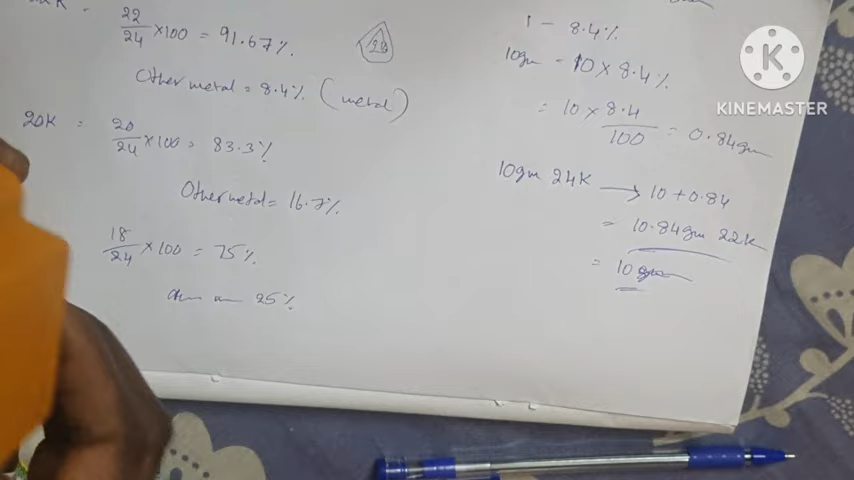 22/24 × 100 = 91.67%.
Other metal = 8.4% (metal)
20K = 20/24 × 100 = 83.3%
Other metal = 16.7%.
18/24 × 100 = 75%.
25%
1 - 8.4%
10gm - 10 × 8.4%
= 10 × 8.4/100 = 0.84gm
10gm 24K → 10 + 0.84
= 10.84gm 22K
= 10gm
KINEMASTER